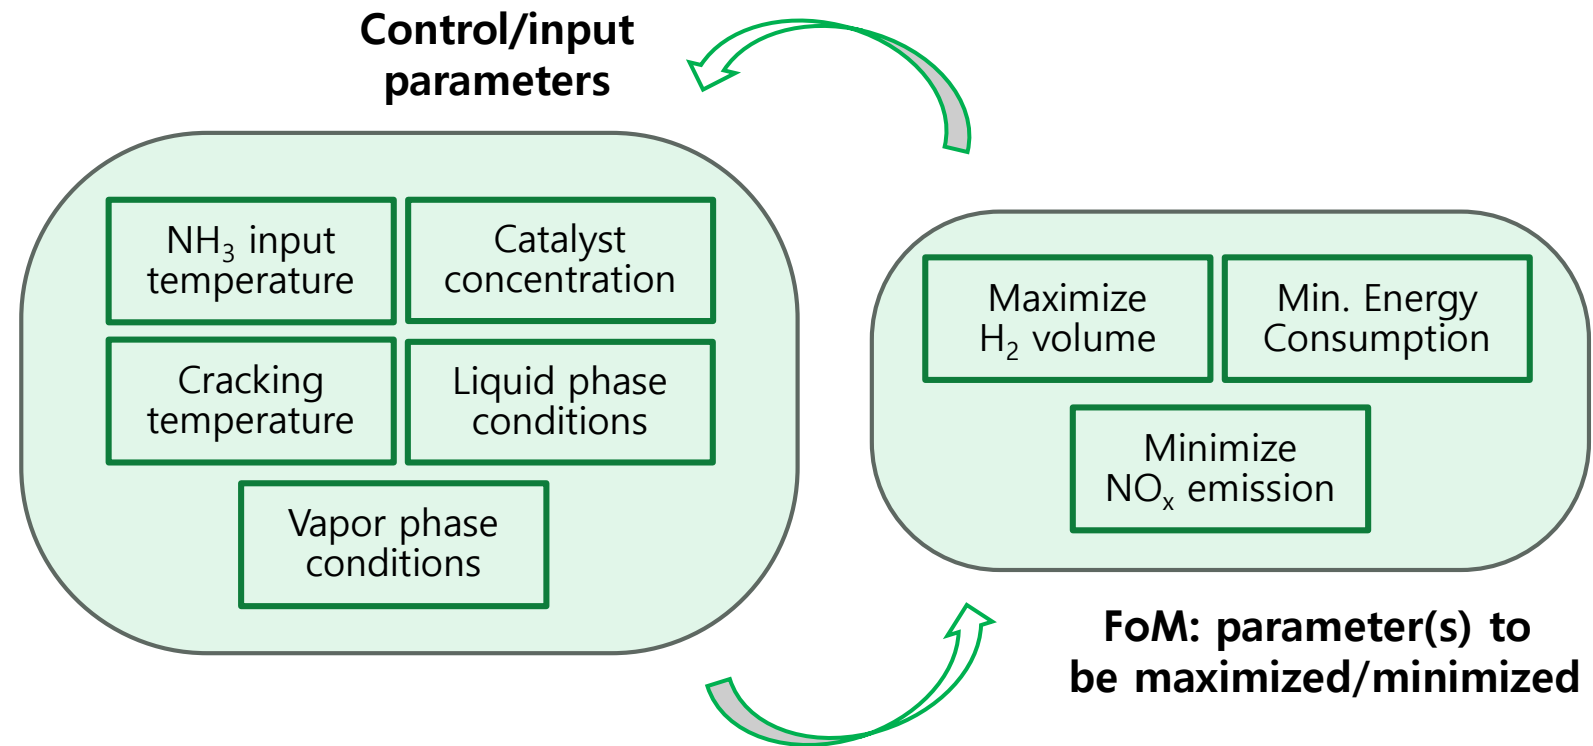 Control/input
parameters
NH₃ input
temperature
Catalyst
concentration
Cracking
temperature
Liquid phase
conditions
Vapor phase
conditions
Maximize
H₂ volume
Min. Energy
Consumption
Minimize
NOₓ emission
FoM: parameter(s) to
be maximized/minimized